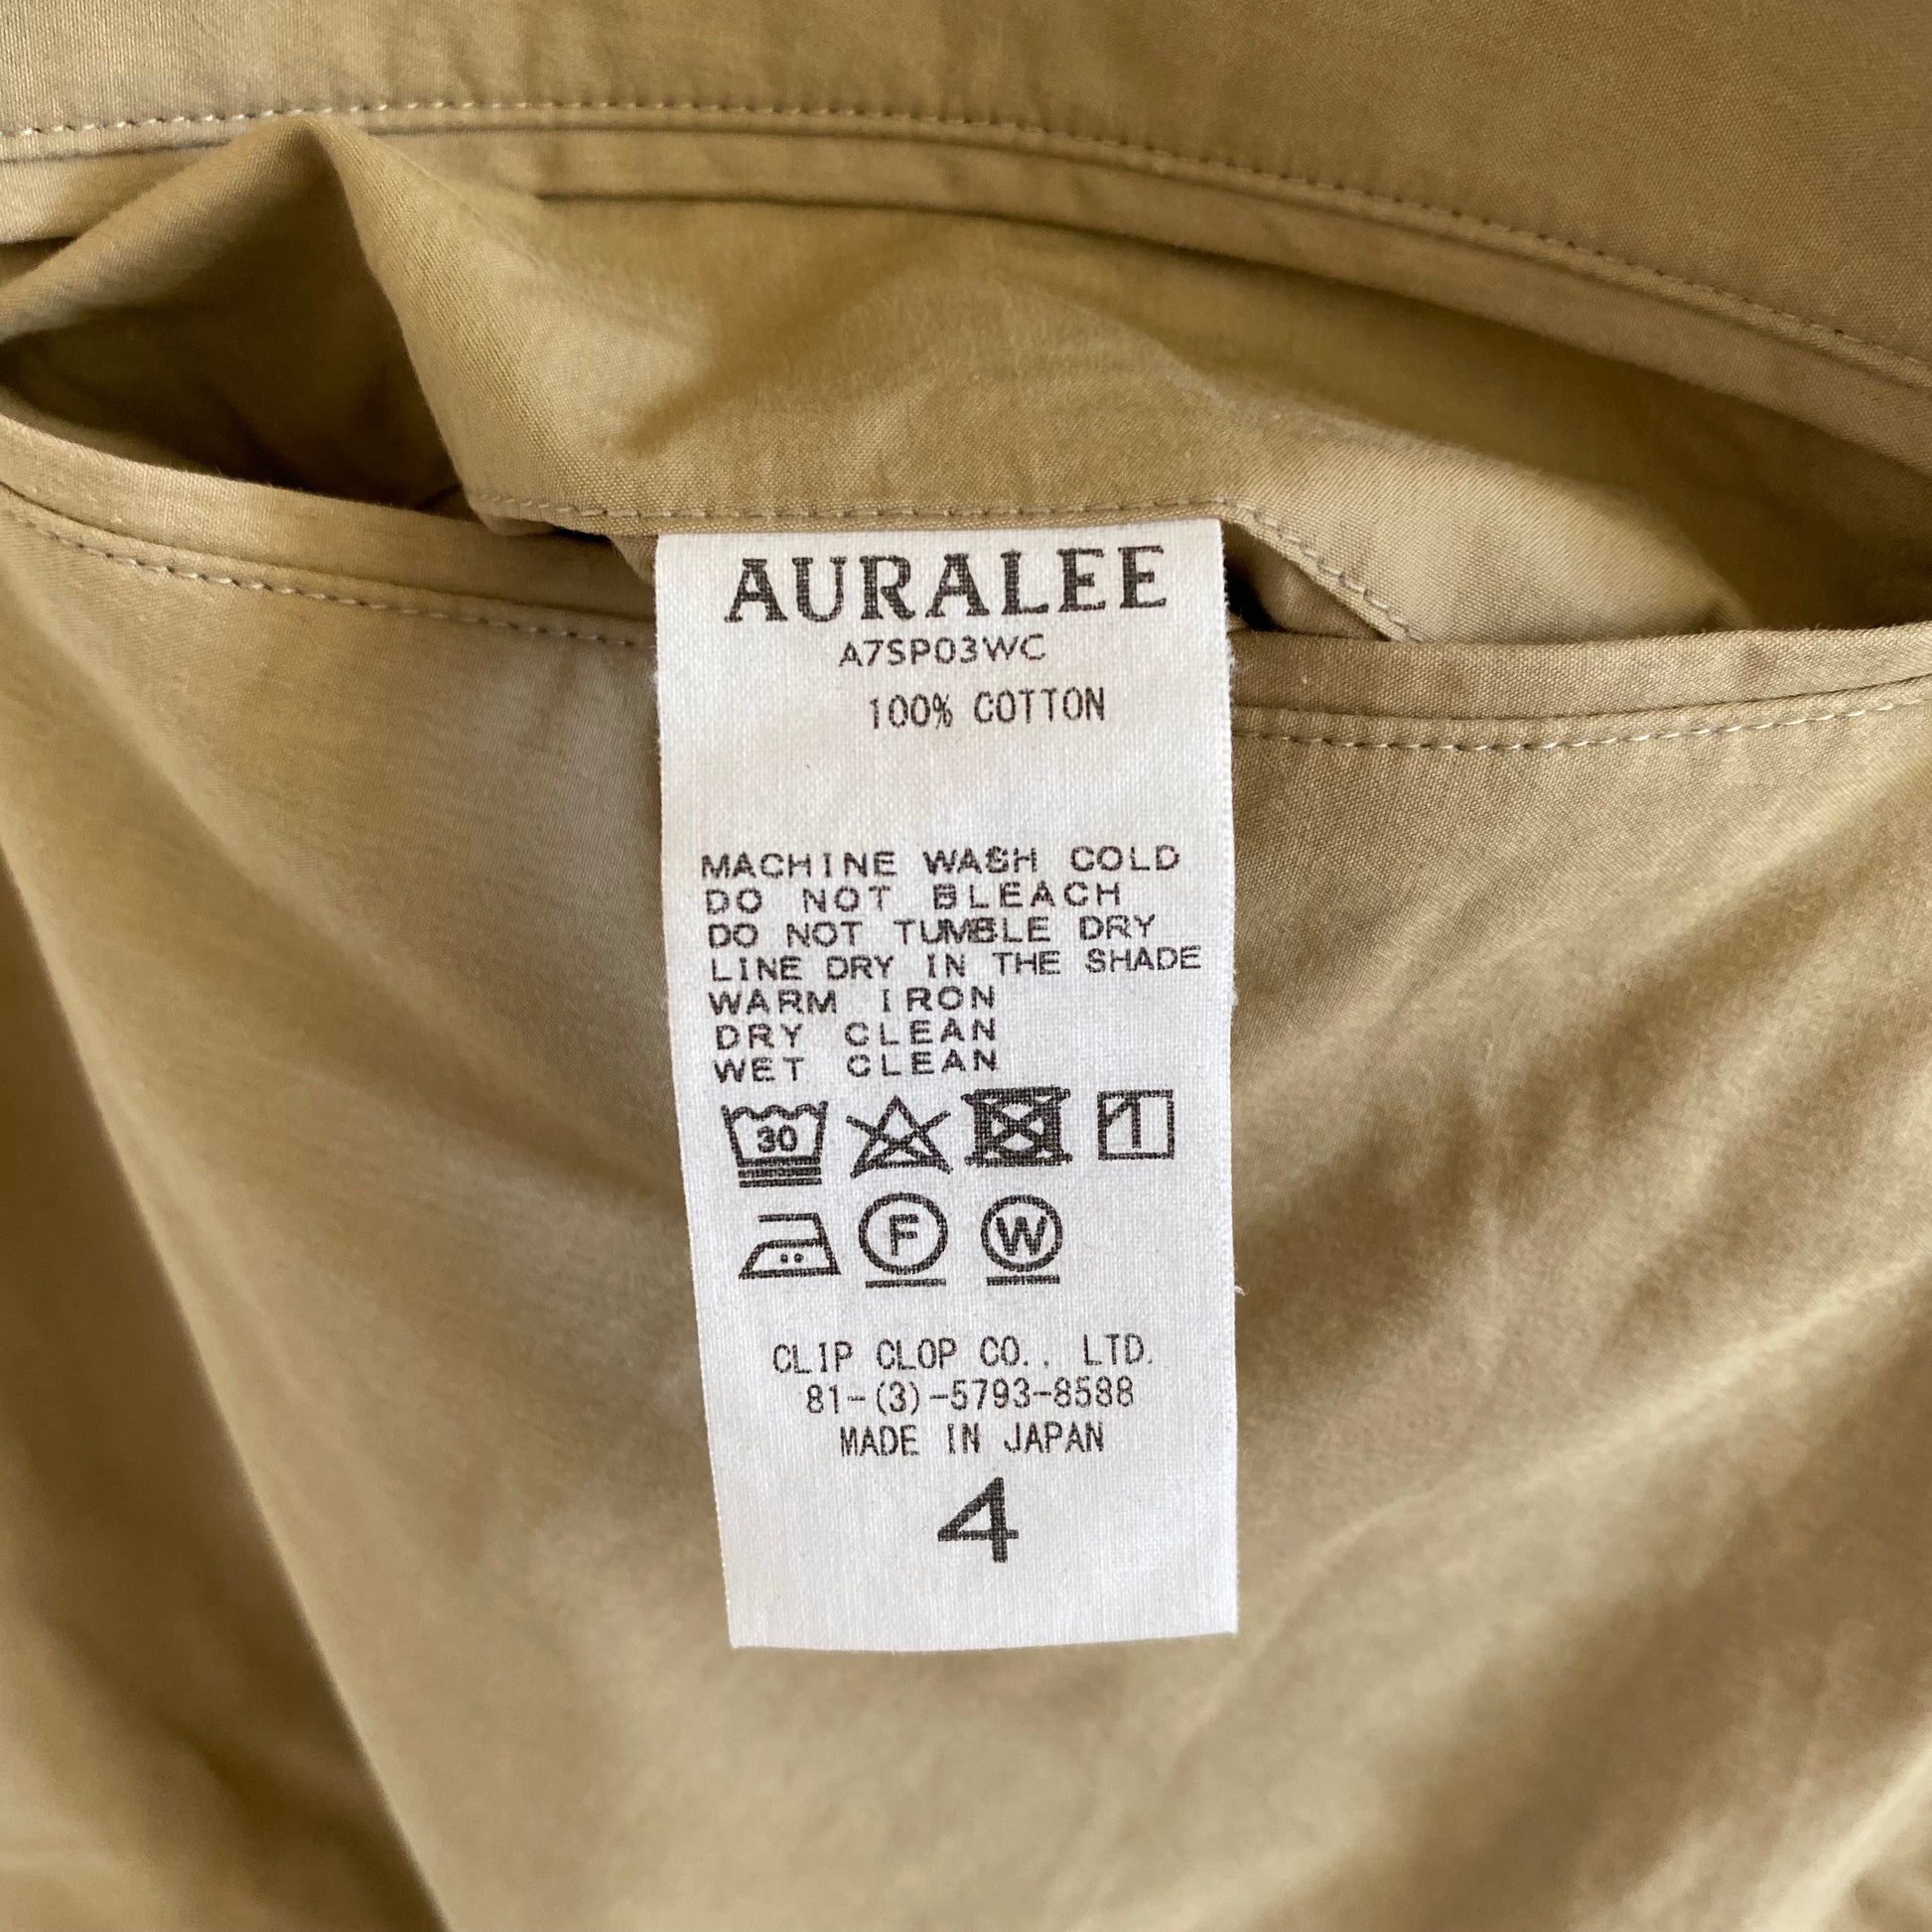 AURALEE
A7SP03WC
100% COTTON
MACHINE WASH COLD
DO NOT BLEACH
DO NOT TUMBLE DRY
LINE DRY IN THE SHADE
WARM IRON
DRY CLEAN
WET CLEAN
30
F W
CLIP CLOP CO., LTD.
81-(3)-5793-8588
MADE IN JAPAN
4